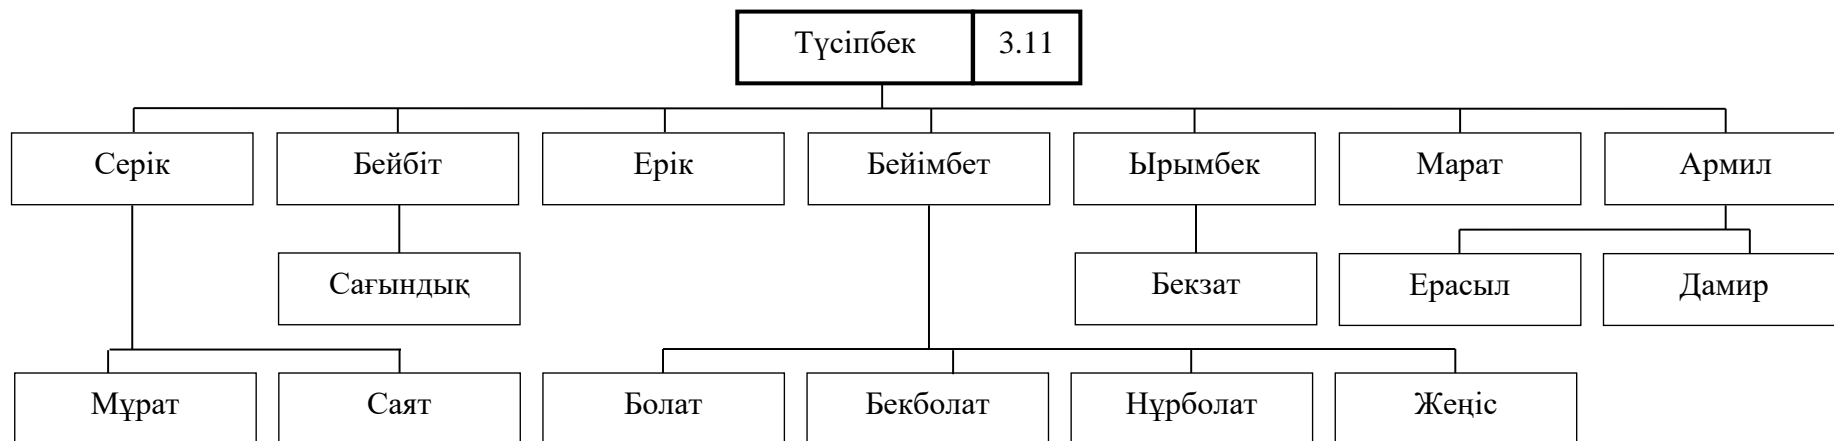 Түсіпбек 3.11
Серік Бейбіт Ерік Бейімбет Ырымбек Марат Армил
Сағындық Бекзат Ерасыл Дамир
Мұрат Саят Болат Бекболат Нұрболат Жеңіс